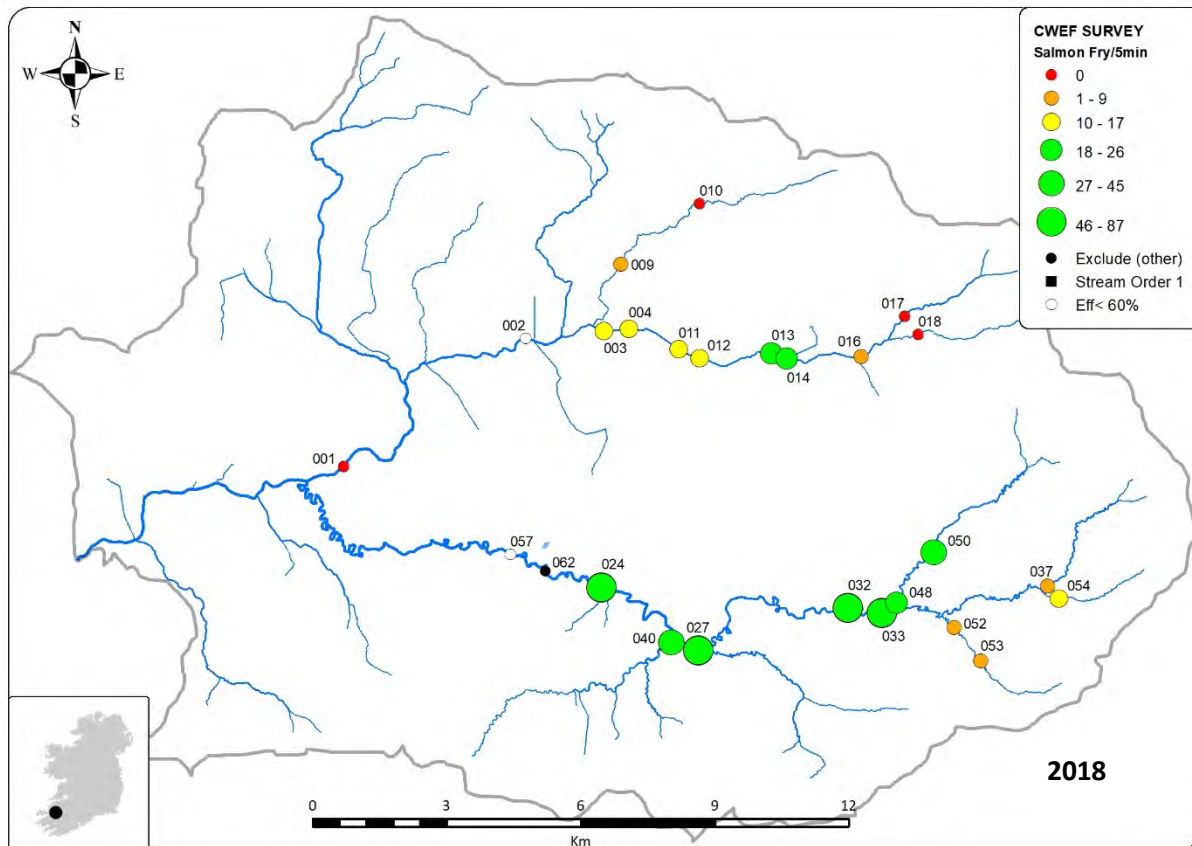 N
W E
S
CWEF SURVEY
Salmon Fry/5min
0
1 - 9
10 - 17
18 - 26
27 - 45
46 - 87
Exclude (other)
Stream Order 1
Eff< 60%
010
009
017
004
018
002
013
011
016
003
012
014
001
050
057
062
024
037
032
048
054
052
033
027
040
053
2018
0 3 6 9 12
Km